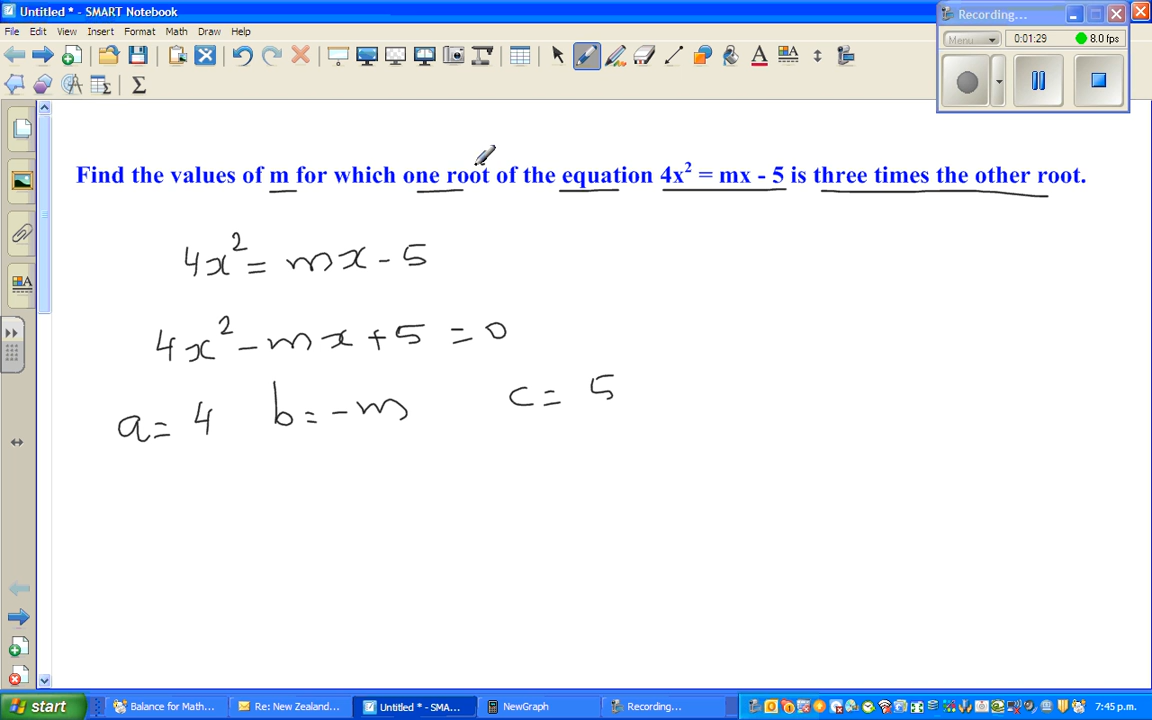 Untitled * - SMART Notebook
Recording...
File Edit View Insert Format Math Draw Help
Menu 0:01:29 8.0 fps
Find the values of m for which one root of the equation 4x² = mx - 5 is three times the other root.
4x² = mx - 5
4x² - mx + 5 = 0
a = 4 b = -m c = 5
start Balance for Math... Re: New Zealand... Untitled * - SMA... NewGraph Recording... 7:45 p.m.